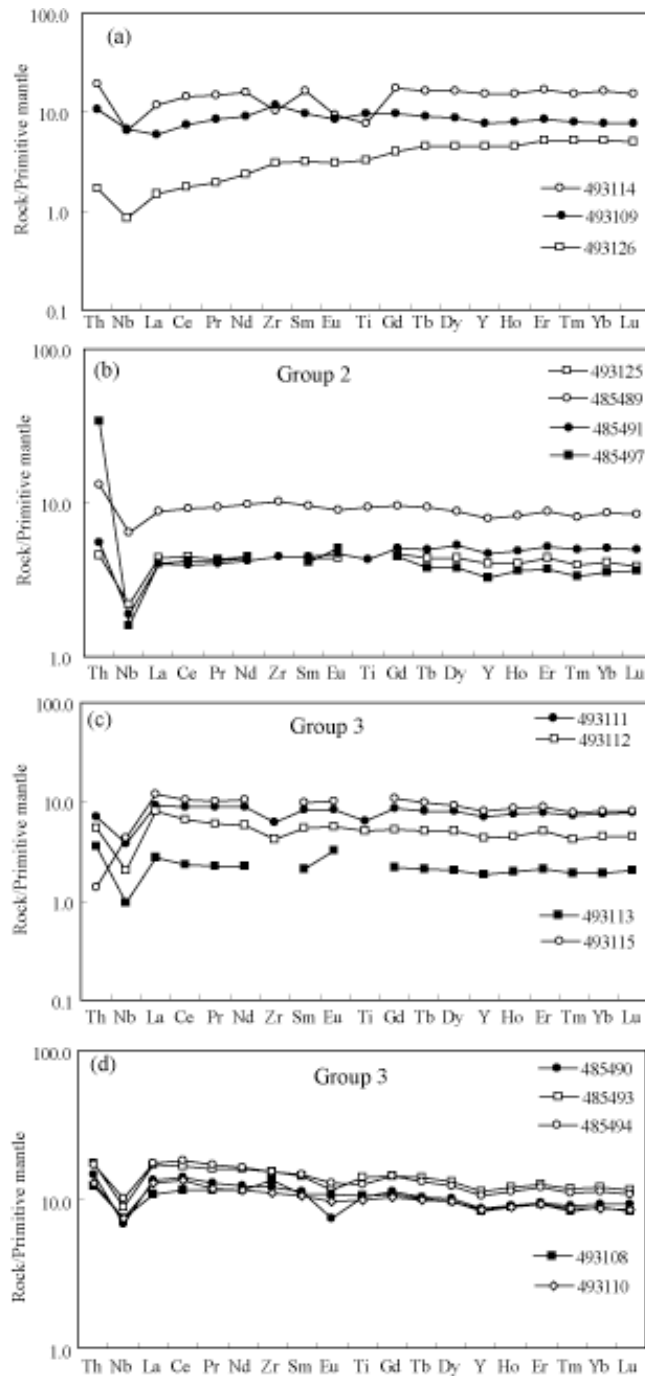 100.0
(a)
10.0
1.0
0.1
Rock/Primitive mantle
493114
493109
493126
Th Nb La Ce Pr Nd Zr Sm Eu Ti Gd Tb Dy Y Ho Er Tm Yb Lu
100.0
(b)
Group 2
10.0
1.0
Rock/Primitive mantle
493125
485489
485491
485497
Th Nb La Ce Pr Nd Zr Sm Eu Ti Gd Tb Dy Y Ho Er Tm Yb Lu
100.0
(c)
Group 3
10.0
1.0
0.1
Rock/Primitive mantle
493111
493112
493113
493115
Th Nb La Ce Pr Nd Zr Sm Eu Ti Gd Tb Dy Y Ho Er Tm Yb Lu
100.0
(d)
Group 3
10.0
1.0
Rock/Primitive mantle
485490
485493
485494
493108
493110
Th Nb La Ce Pr Nd Zr Sm Eu Ti Gd Tb Dy Y Ho Er Tm Yb Lu